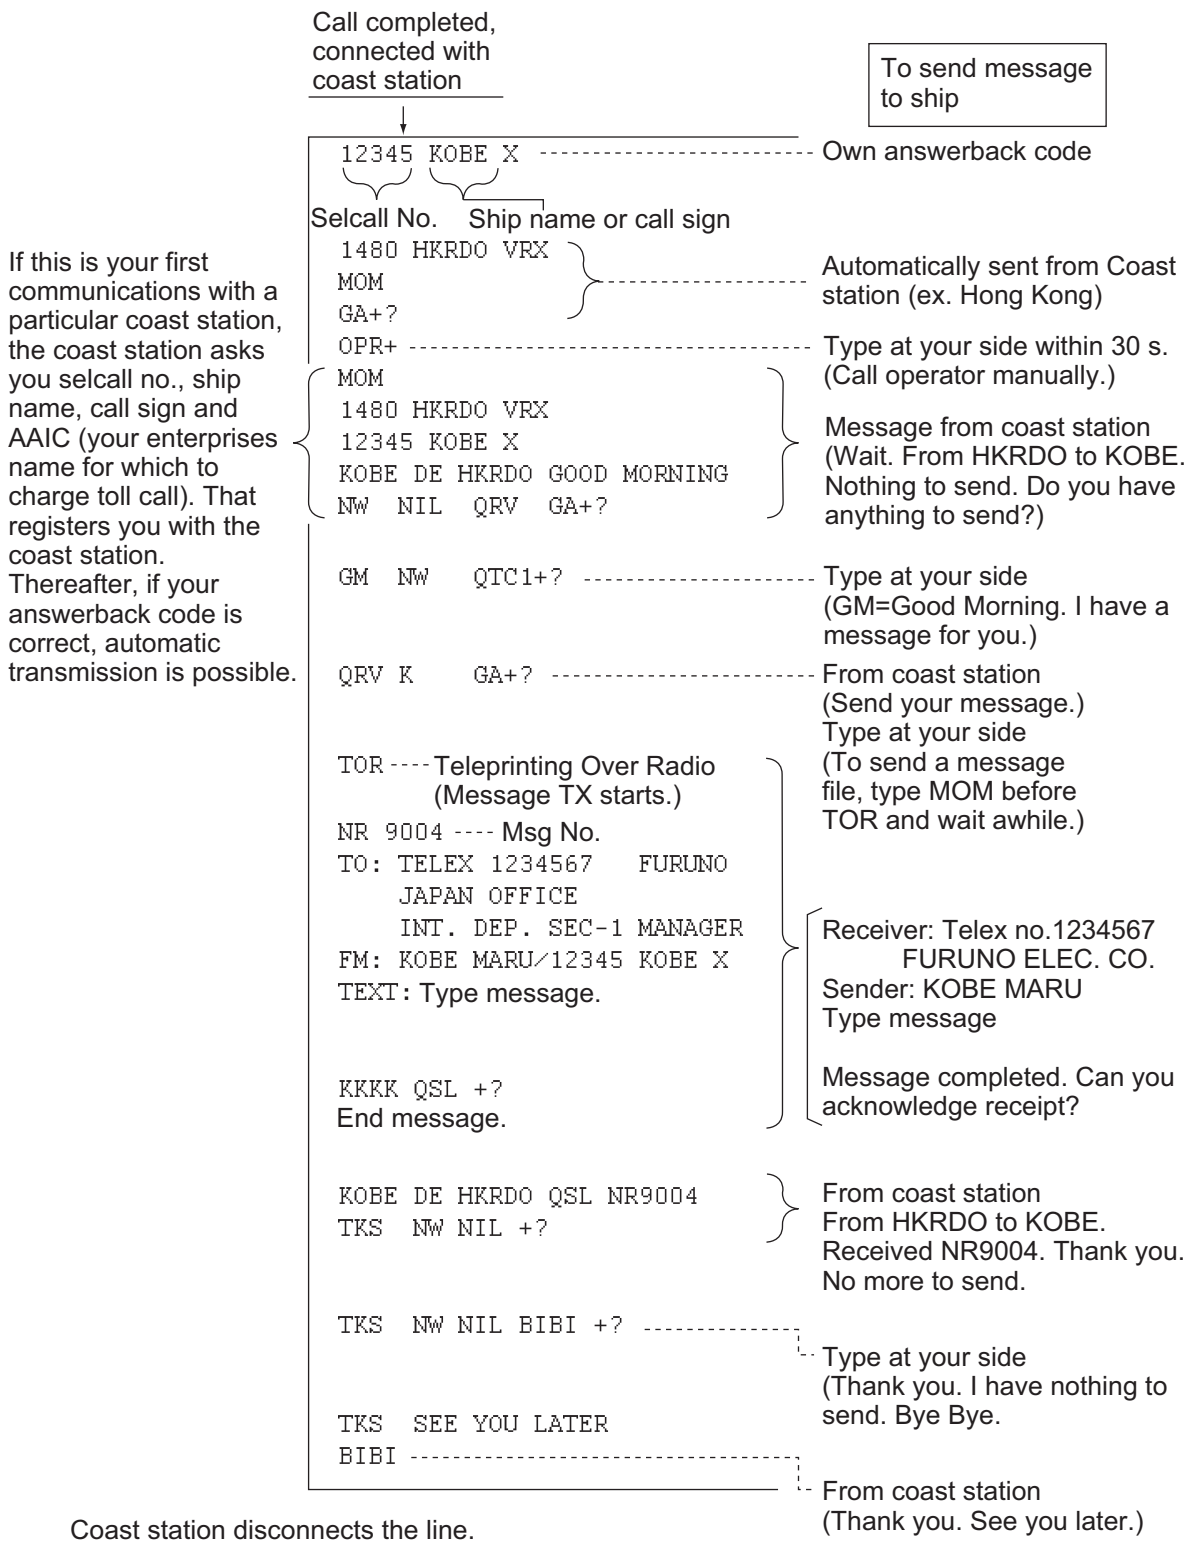 Call completed,
connected with
coast station
To send message
to ship
12345 KOBE X
Own answerback code
Selcall No.
Ship name or call sign
If this is your first
communications with a
particular coast station,
the coast station asks
you selcall no., ship
name, call sign and
AAIC (your enterprises
name for which to
charge toll call). That
registers you with the
coast station.
Thereafter, if your
answerback code is
correct, automatic
transmission is possible.
1480 HKRDO VRX
MOM
GA+?
Automatically sent from Coast
station (ex. Hong Kong)
OPR+
Type at your side within 30 s.
(Call operator manually.)
MOM
1480 HKRDO VRX
12345 KOBE X
KOBE DE HKRDO GOOD MORNING
NW NIL QRV GA+?
Message from coast station
(Wait. From HKRDO to KOBE.
Nothing to send. Do you have
anything to send?)
GM NW QTC1+?
Type at your side
(GM=Good Morning. I have a
message for you.)
QRV K GA+?
From coast station
(Send your message.)
Type at your side
(To send a message
file, type MOM before
TOR and wait awhile.)
TOR ---- Teleprinting Over Radio
(Message TX starts.)
NR 9004 ---- Msg No.
TO: TELEX 1234567 FURUNO
JAPAN OFFICE
INT. DEP. SEC-1 MANAGER
FM: KOBE MARU/12345 KOBE X
TEXT: Type message.
Receiver: Telex no.1234567
FURUNO ELEC. CO.
Sender: KOBE MARU
Type message
KKKK QSL +?
End message.
Message completed. Can you
acknowledge receipt?
KOBE DE HKRDO QSL NR9004
TKS NW NIL +?
From coast station
From HKRDO to KOBE.
Received NR9004. Thank you.
No more to send.
TKS NW NIL BIBI +?
Type at your side
(Thank you. I have nothing to
send. Bye Bye.
TKS SEE YOU LATER
BIBI
From coast station
(Thank you. See you later.)
Coast station disconnects the line.